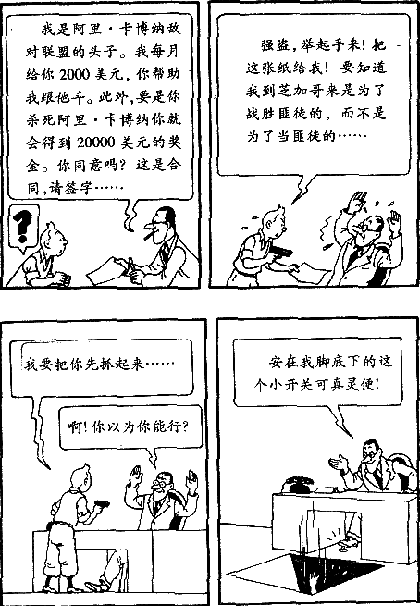 我是阿里·卡博纳敌
对联盟的头子。我每月
给你2000美元,你帮助
我跟他斗。此外,要是你
杀死阿里·卡博纳你就
会得到20000美元的奖
金。你同意吗?这是合
同,请签字……
?
强盗,举起手来!把
这张纸给我!要知道
我到芝加哥来是为了
战胜匪徒的,而不是
为了当匪徒的……
我要把你先抓起来……
啊!你以为你能行?
安在我脚底下的这
个小开关可真灵便!